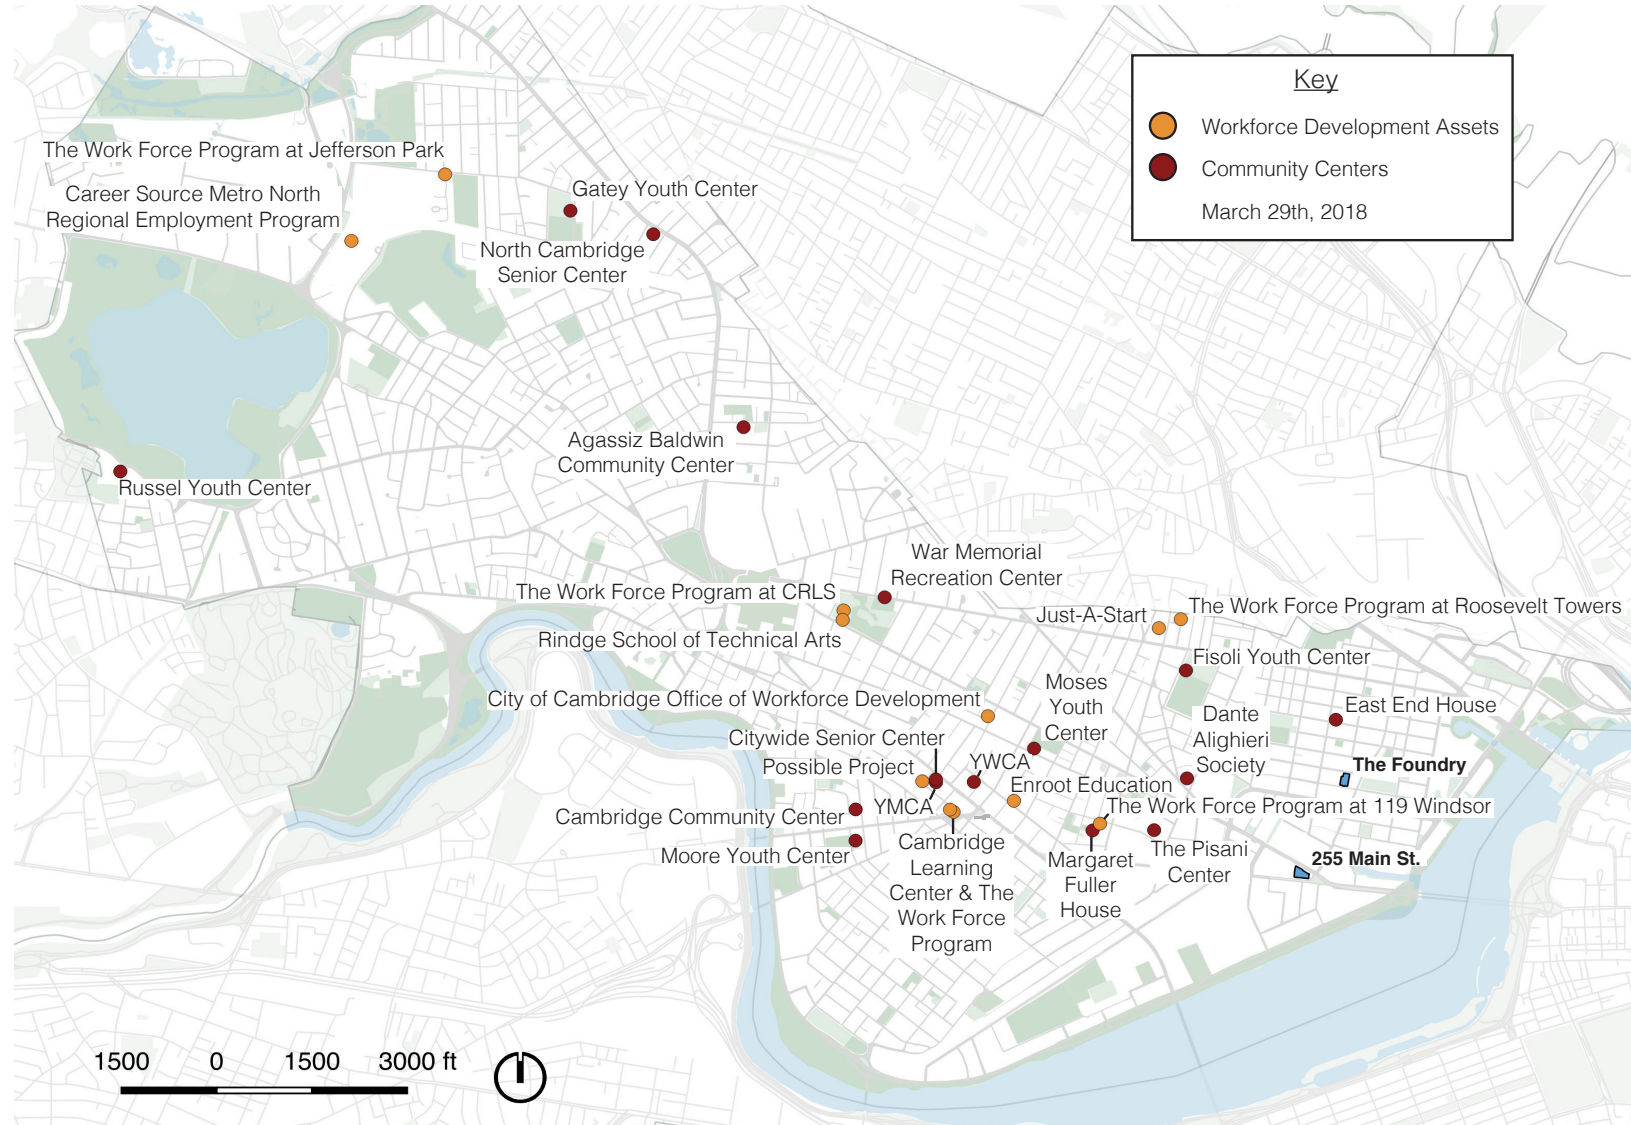 Key
Workforce Development Assets
Community Centers
March 29th, 2018
The Work Force Program at Jefferson Park
Career Source Metro North
Regional Employment Program
Gatey Youth Center
North Cambridge
Senior Center
Agassiz Baldwin
Community Center
Russel Youth Center
War Memorial
Recreation Center
The Work Force Program at CRLS
Rindge School of Technical Arts
Just-A-Start
The Work Force Program at Roosevelt Towers
Fisoli Youth Center
City of Cambridge Office of Workforce Development
Moses
Youth
Center
East End House
Dante
Alighieri
Society
Citywide Senior Center
Possible Project
YWCA
The Foundry
Enroot Education
YMCA
The Work Force Program at 119 Windsor
Cambridge Community Center
Moore Youth Center
Cambridge
Learning
Center & The
Work Force
Program
Margaret
Fuller
House
The Pisani
Center
255 Main St.
1500 0 1500 3000 ft